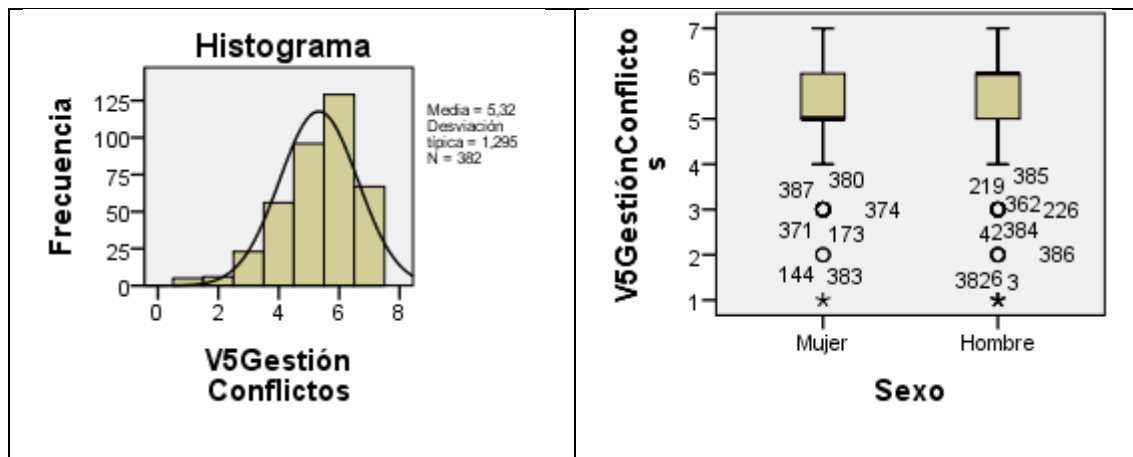 Histograma
Frecuencia
125
100
75
50
25
0
0 2 4 6 8
V5Gestión
Conflictos
Media = 5,32
Desviación
típica = 1,295
N = 382
V5GestiónConflicto
s
7
6
5
4
3
2
1
387 380
374
371 173
144 383
219 385
362 226
42 384
386
382 6 3
Mujer Hombre
Sexo